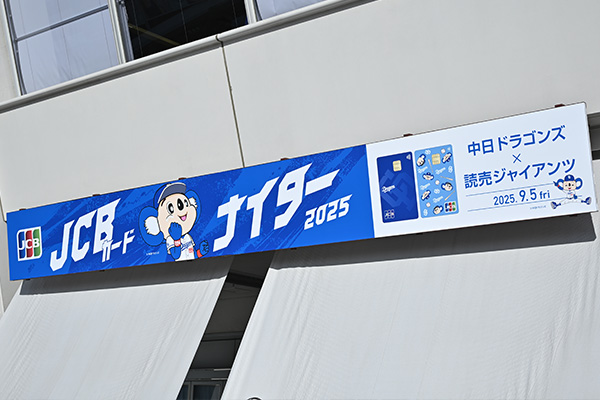 JCB
JCBカード
ナイター
2025
中日ドラゴンズ
×
読売ジャイアンツ
2025. 9.5 fri